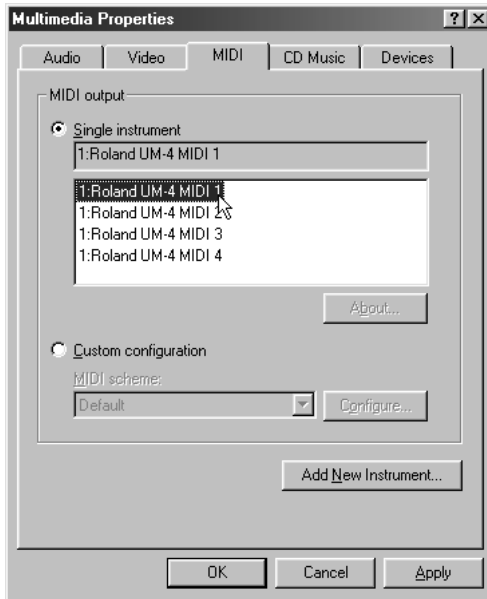 Multimedia Properties
Audio Video MIDI CD Music Devices
MIDI output
Single instrument
1:Roland UM-4 MIDI 1
1:Roland UM-4 MIDI 1
1:Roland UM-4 MIDI 2
1:Roland UM-4 MIDI 3
1:Roland UM-4 MIDI 4
About...
Custom configuration
MIDI scheme:
Default Configure...
Add New Instrument...
OK Cancel Apply